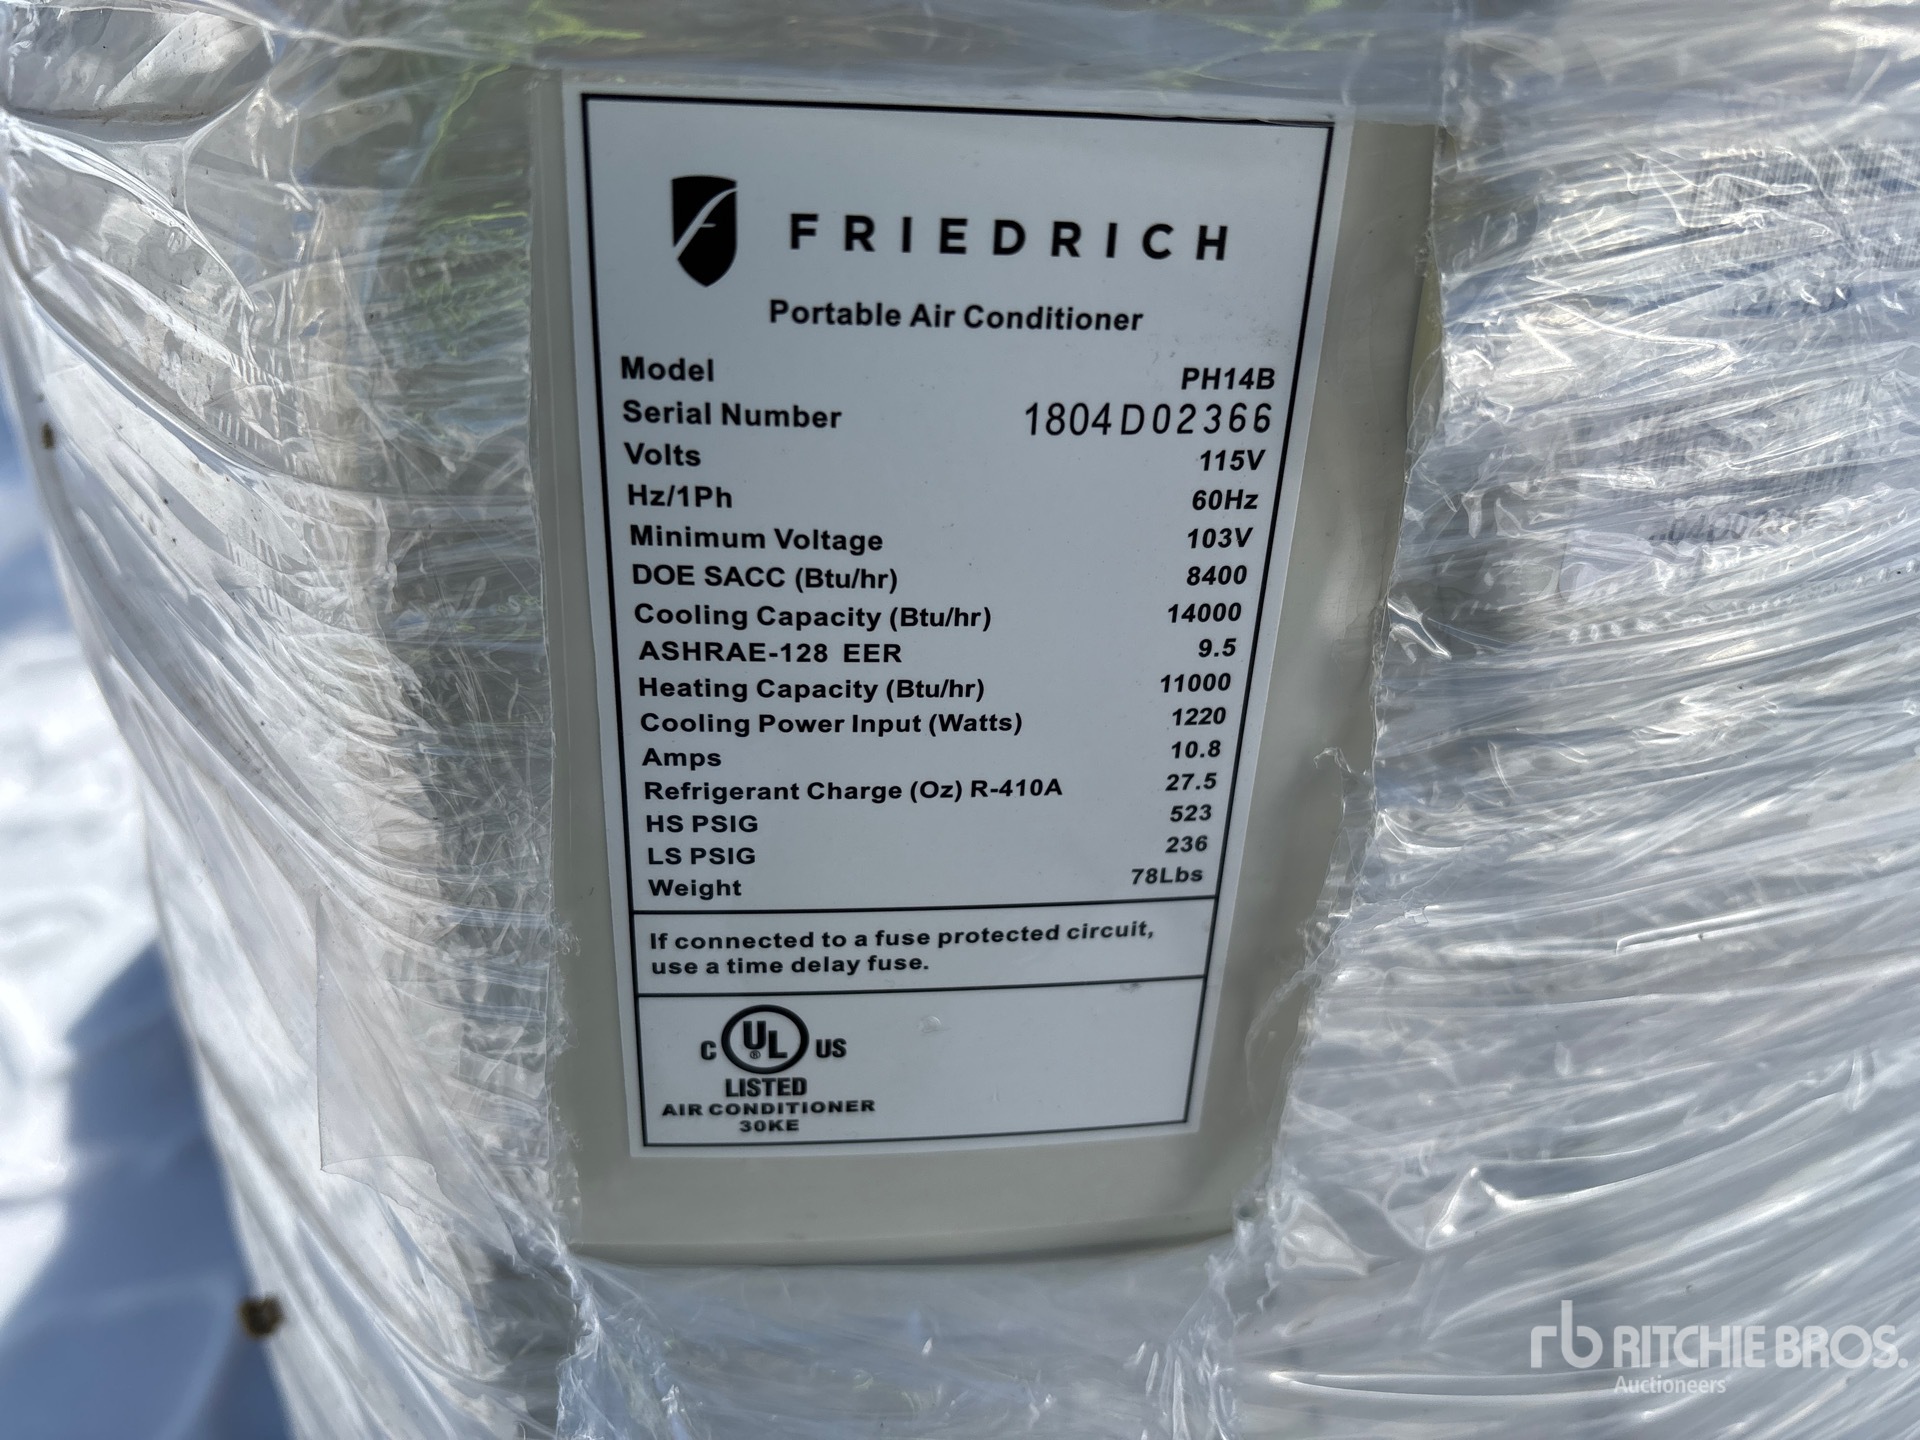 FRIEDRICH
Portable Air Conditioner
Model PH14B
Serial Number 1804D02366
Volts 115V
Hz/1Ph 60Hz
Minimum Voltage 103V
DOE SACC (Btu/hr) 8400
Cooling Capacity (Btu/hr) 14000
ASHRAE-128 EER 9.5
Heating Capacity (Btu/hr) 11000
Cooling Power Input (Watts) 1220
Amps 10.8
Refrigerant Charge (Oz) R-410A 27.5
HS PSIG 523
LS PSIG 236
Weight 78Lbs
If connected to a fuse protected circuit,
use a time delay fuse.
C UL ® US
LISTED
AIR CONDITIONER
30KE
rb RITCHIE BROS.
Auctioneers